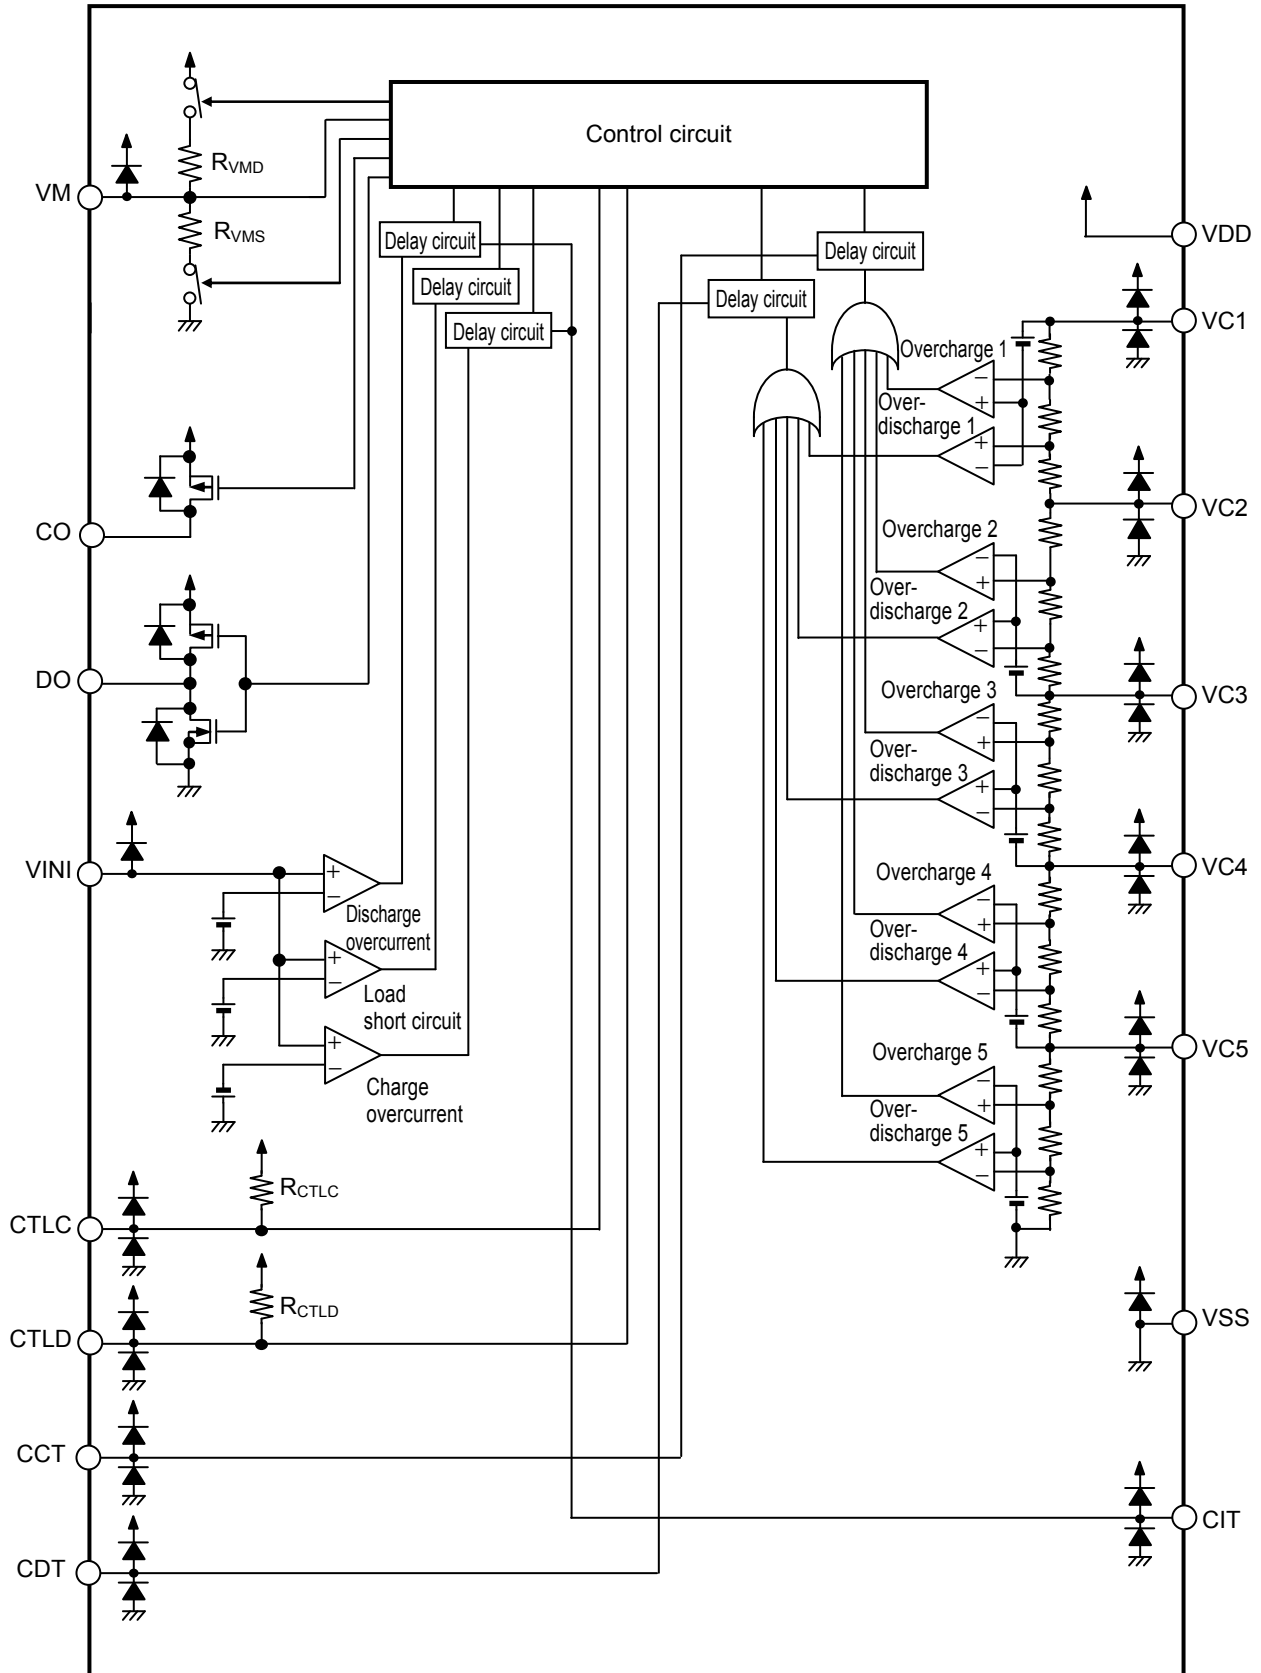 Control circuit
RVMD
VM
RVMS
Delay circuit
VDD
Delay circuit
Delay circuit
Delay circuit
Delay circuit
VC1
Overcharge 1
−
+
Over-
discharge 1
+
−
VC2
CO
Overcharge 2
−
+
Over-
discharge 2
+
−
DO
VC3
Overcharge 3
−
+
Over-
discharge 3
+
−
VINI
+
−
VC4
Overcharge 4
−
+
Discharge
overcurrent
Over-
discharge 4
+
−
+
−
Load
short circuit
VC5
+
−
Overcharge 5
−
+
Charge
overcurrent
Over-
discharge 5
+
−
RCTLC
CTLC
RCTLD
CTLD
VSS
CCT
CIT
CDT